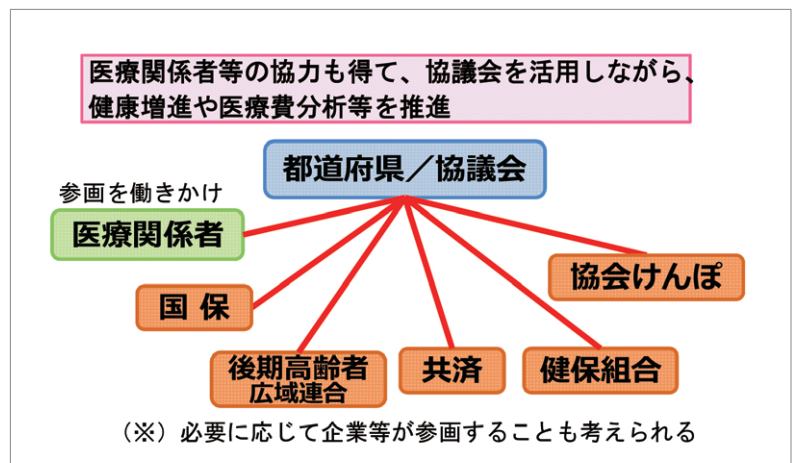 医療関係者等の協力も得て、協議会を活用しながら、
健康増進や医療費分析等を推進
都道府県／協議会
参画を働きかけ
医療関係者
協会けんぽ
国保
後期高齢者
広域連合
共済
健保組合
（※）必要に応じて企業等が参画することも考えられる